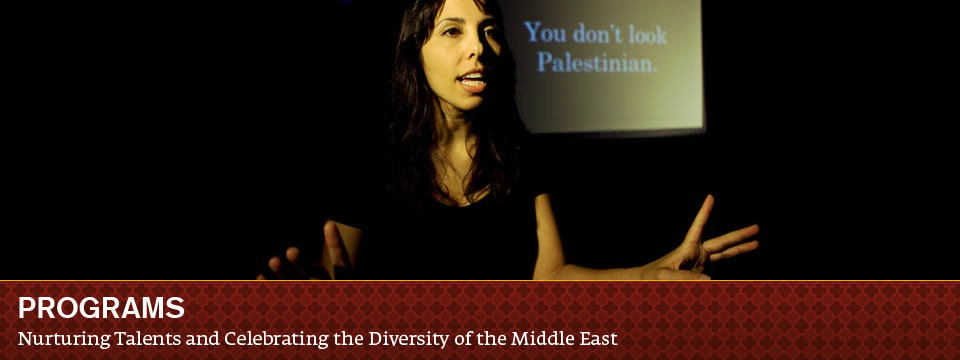 You don't look
Palestinian.
PROGRAMS
Nurturing Talents and Celebrating the Diversity of the Middle East